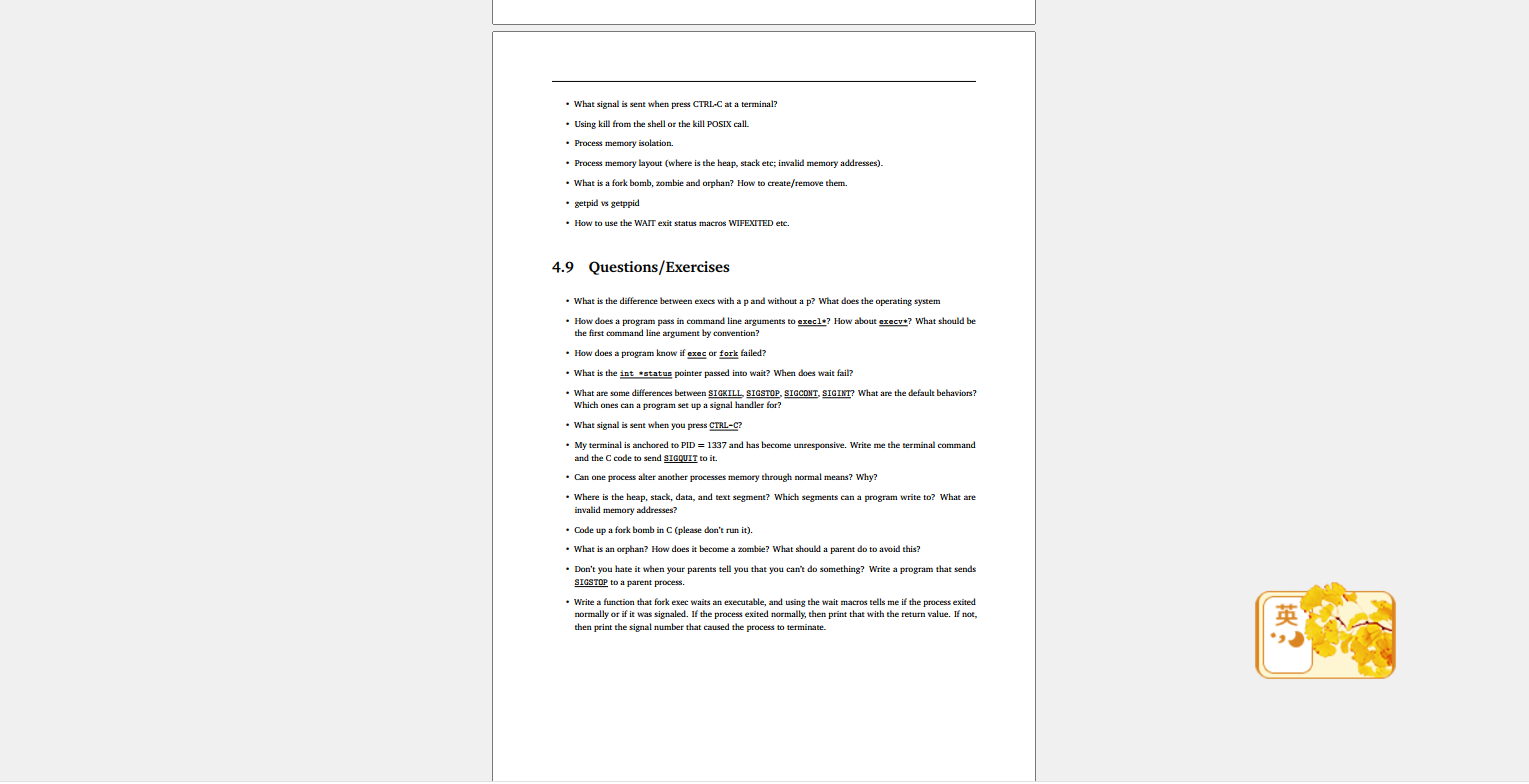 • What signal is sent when press CTRL-C at a terminal?
• Using kill from the shell or the kill POSIX call.
• Process memory isolation.
• Process memory layout (where is the heap, stack etc; invalid memory addresses).
• What is a fork bomb, zombie and orphan? How to create/remove them.
• getpid vs getppid
• How to use the WAIT exit status macros WIFEXITED etc.
4.9 Questions/Exercises
• What is the difference between execs with a p and without a p? What does the operating system
• How does a program pass in command line arguments to execl*? How about execv*? What should be
the first command line argument by convention?
• How does a program know if exec or fork failed?
• What is the int *status pointer passed into wait? When does wait fail?
• What are some differences between SIGKILL, SIGSTOP, SIGCONT, SIGINT? What are the default behaviors?
Which ones can a program set up a signal handler for?
• What signal is sent when you press CTRL-C?
• My terminal is anchored to PID = 1337 and has become unresponsive. Write me the terminal command
and the C code to send SIGQUIT to it.
• Can one process alter another processes memory through normal means? Why?
• Where is the heap, stack, data, and text segment? Which segments can a program write to? What are
invalid memory addresses?
• Code up a fork bomb in C (please don't run it).
• What is an orphan? How does it become a zombie? What should a parent do to avoid this?
• Don't you hate it when your parents tell you that you can't do something? Write a program that sends
SIGSTOP to a parent process.
• Write a function that fork exec waits an executable, and using the wait macros tells me if the process exited
normally or if it was signaled. If the process exited normally, then print that with the return value. If not,
then print the signal number that caused the process to terminate.
英